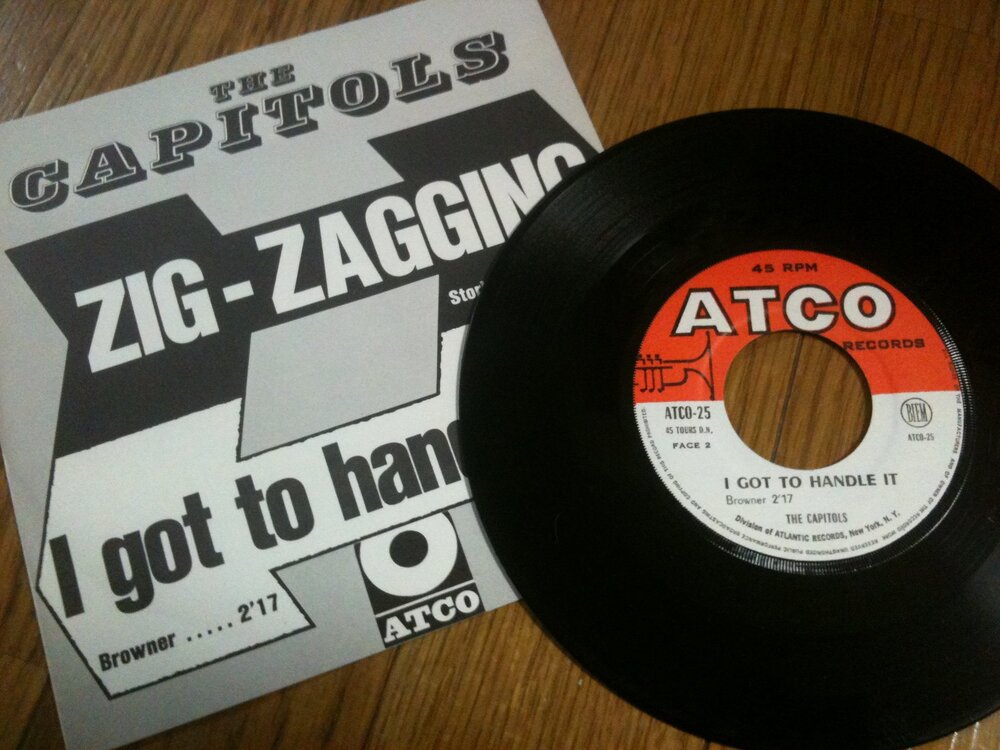 THE
CAPITOLS
ZIG-ZAGGING
Stor
I got to hand
Browner ..... 2'17
ATCO
45 RPM
ATCO
RECORDS
ATCO-25
45 TOURS D.N.
FACE 2
BIEM
ATCO-25
I GOT TO HANDLE IT
Browner 2'17
THE CAPITOLS
Division of ATLANTIC RECORDS, New York, N. Y.